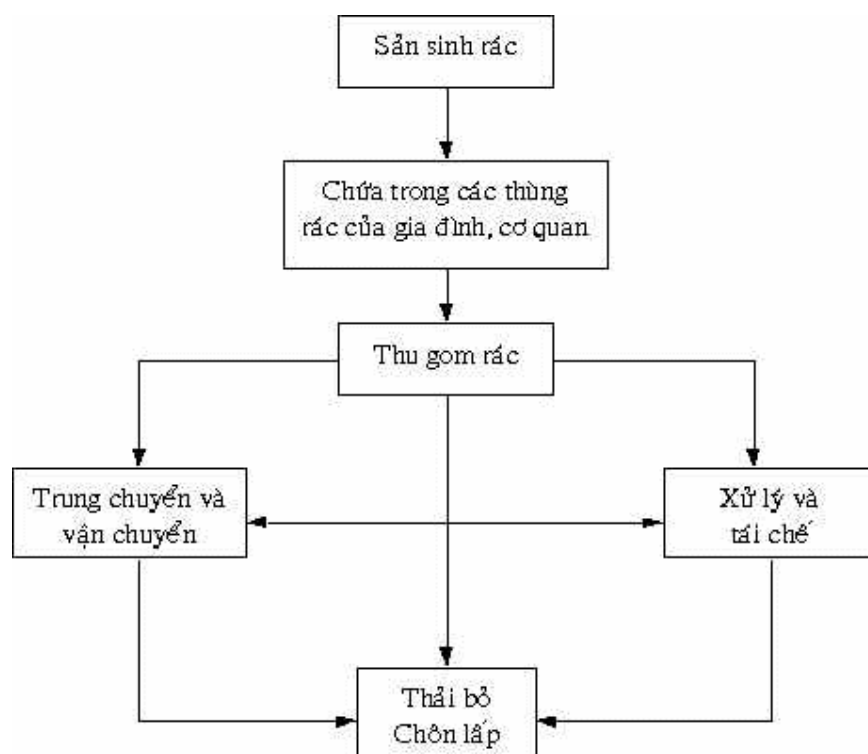 Sản sinh rác
Chứa trong các thùng
rác của gia đình, cơ quan
Thu gom rác
Trung chuyển và
vận chuyển
Xử lý và
tái chế
Thải bỏ
Chôn lấp